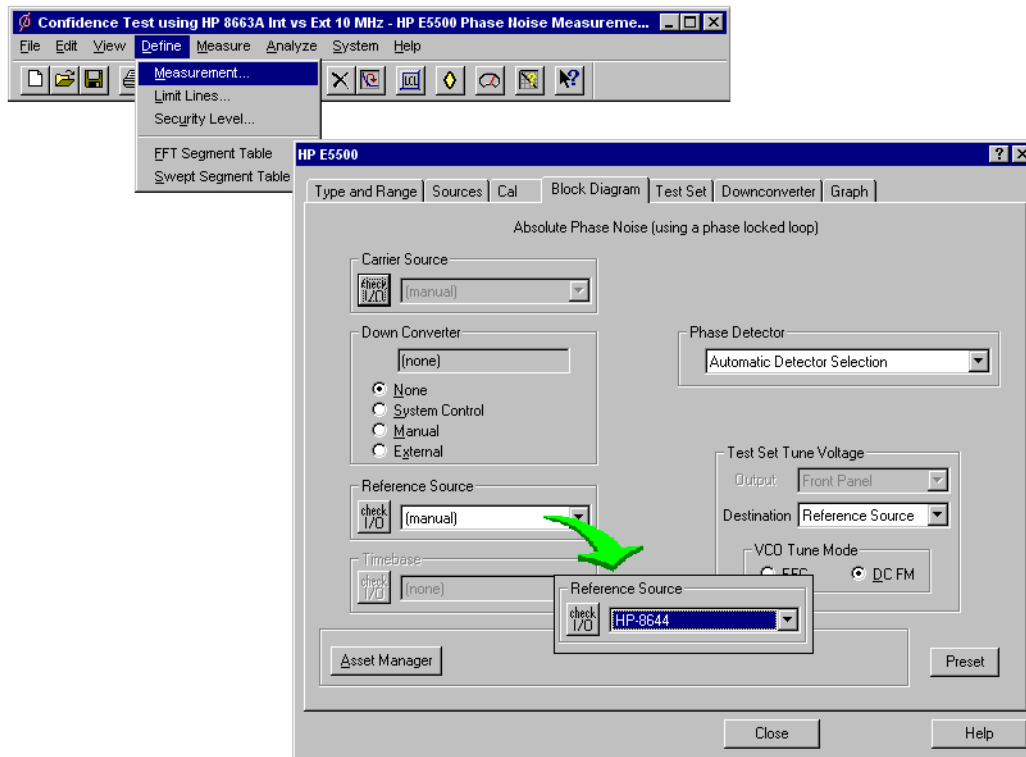 Confidence Test using HP 8663A Int vs Ext 10 MHz - HP E5500 Phase Noise Measureme...
File Edit View Define Measure Analyze System Help
LCL
Measurement...
Limit Lines...
Security Level...
FFT Segment Table
Swept Segment Table
HP E5500
Type and Range Sources Cal Block Diagram Test Set Downconverter Graph
Absolute Phase Noise (using a phase locked loop)
Carrier Source
check I/O (manual)
Down Converter
(none)
None
System Control
Manual
External
Phase Detector
Automatic Detector Selection
Reference Source
check I/O (manual)
Timebase
check I/O (none)
Test Set Tune Voltage
Output Front Panel
Destination Reference Source
VCO Tune Mode
EFC DC FM
Reference Source
check I/O HP-8644
Asset Manager
Preset
Close Help